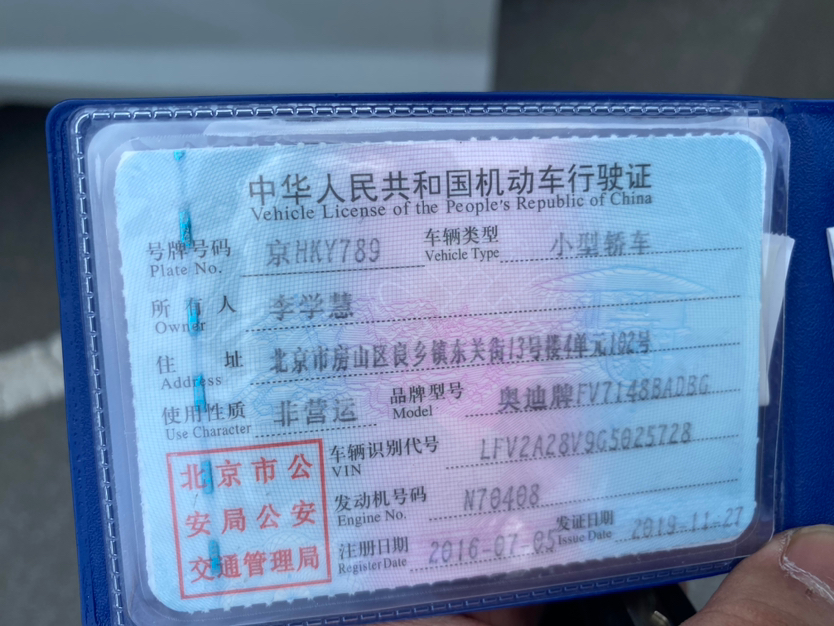 中华人民共和国机动车行驶证
Vehicle License of the People's Republic of China
号牌号码 京HKY789 车辆类型 小型轿车
Plate No. Vehicle Type
所有人 李学慧
Owner
住址 北京市房山区良乡镇东关街13号楼4单元102号
Address
使用性质 非营运 品牌型号 奥迪牌FV7148BADBG
Use Character Model
车辆识别代号 LFV2A28V9G5025728
VIN
发动机号码 N70408
Engine No.
注册日期 2016-07-05 发证日期 2019-11-27
Register Date Issue Date
北京市公
安局公安
交通管理局